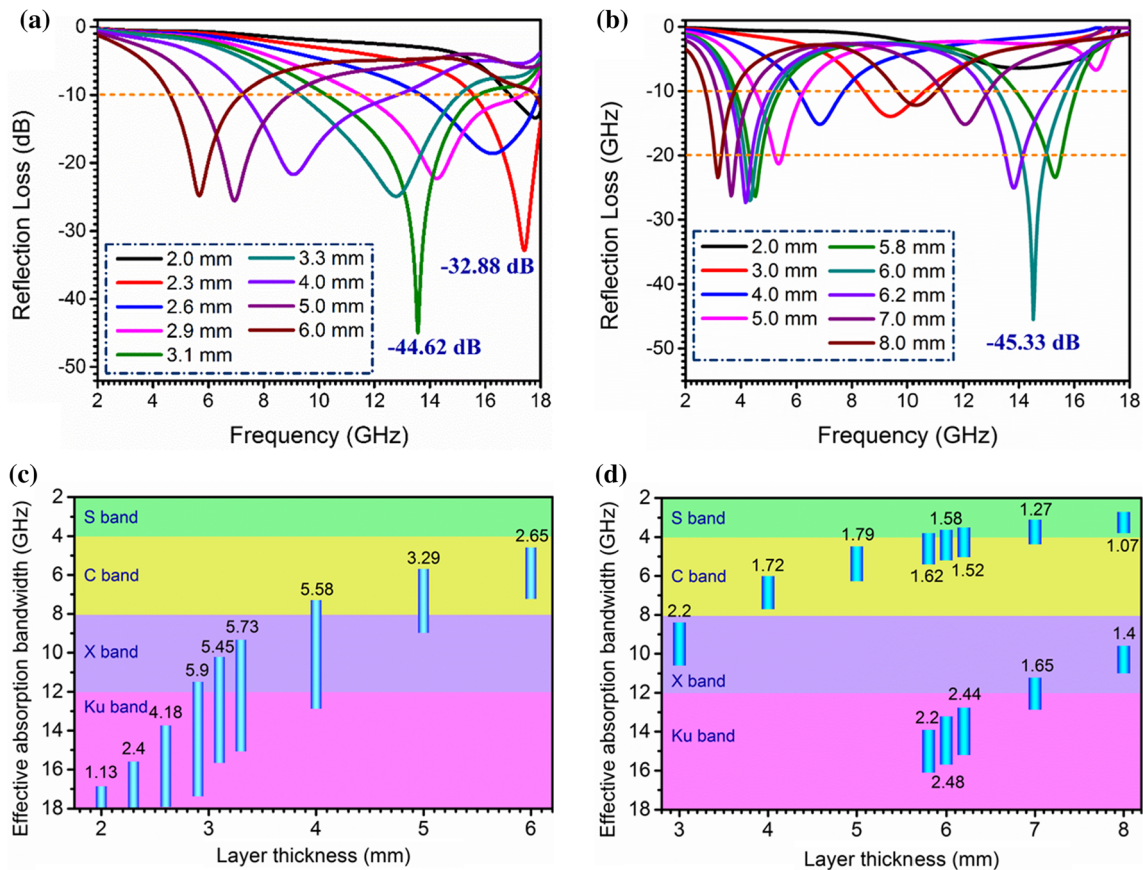 (a)
0
-10
-20
-30
-40
-50
Reflection Loss (dB)
2.0 mm
2.3 mm
2.6 mm
2.9 mm
3.1 mm
3.3 mm
4.0 mm
5.0 mm
6.0 mm
-32.88 dB
-44.62 dB
2 4 6 8 10 12 14 16 18
Frequency (GHz)
(b)
0
-10
-20
-30
-40
-50
Reflection Loss (GHz)
2.0 mm
3.0 mm
4.0 mm
5.0 mm
5.8 mm
6.0 mm
6.2 mm
7.0 mm
8.0 mm
-45.33 dB
2 4 6 8 10 12 14 16 18
Frequency (GHz)
(c)
2
4
6
8
10
12
14
16
18
Effective absorption bandwidth (GHz)
S band
C band
X band
Ku band
1.13
2.4
4.18
5.9
5.45
5.73
5.58
3.29
2.65
2 3 4 5 6
Layer thickness (mm)
(d)
2
4
6
8
10
12
14
16
18
Effective absorption bandwidth (GHz)
S band
C band
X band
Ku band
2.2
1.72
1.79
1.62
1.58
1.52
1.27
1.07
2.2
2.48
2.44
1.65
1.4
3 4 5 6 7 8
Layer thickness (mm)